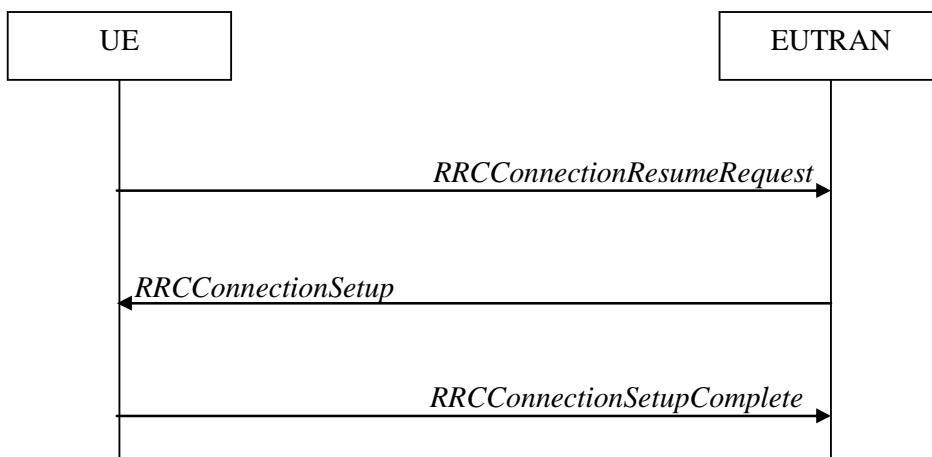 UE
EUTRAN
RRCConnectionResumeRequest
RRCConnectionSetup
RRCConnectionSetupComplete